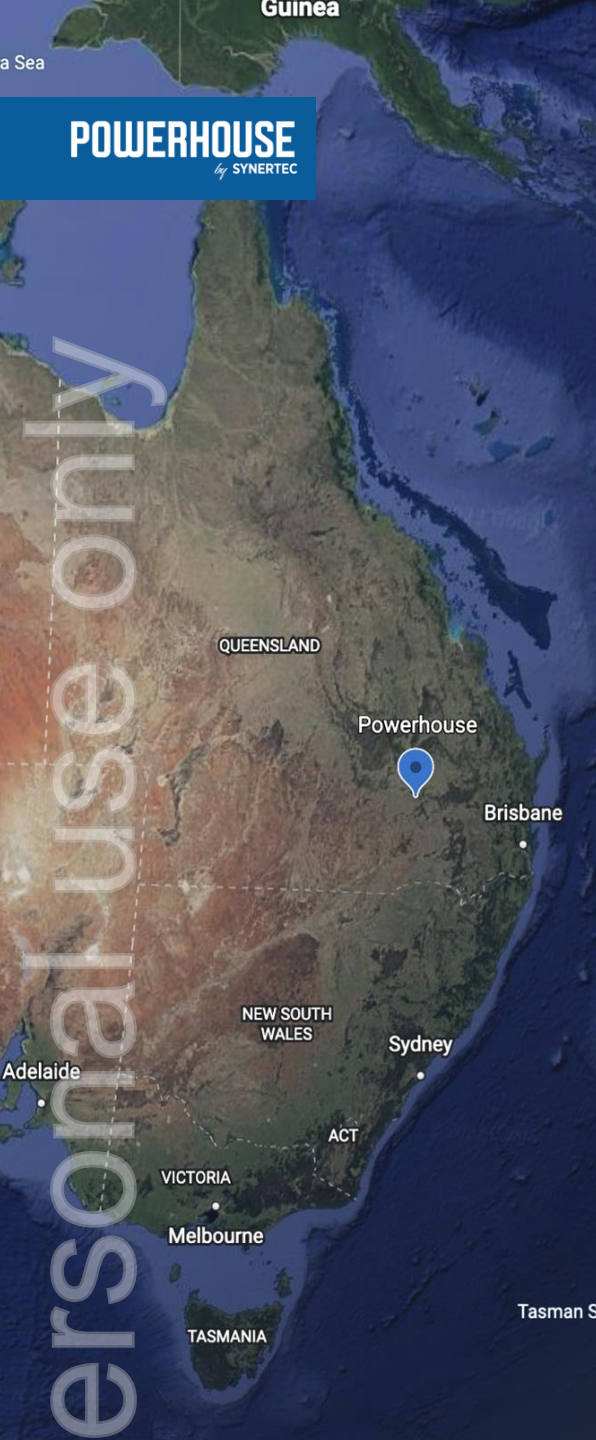 Guinea
a Sea
POWERHOUSE
by SYNERTEC
QUEENSLAND
Powerhouse
Brisbane
NEW SOUTH
WALES
Sydney
Adelaide
ACT
VICTORIA
Melbourne
Tasman S
TASMANIA
ersonal use only